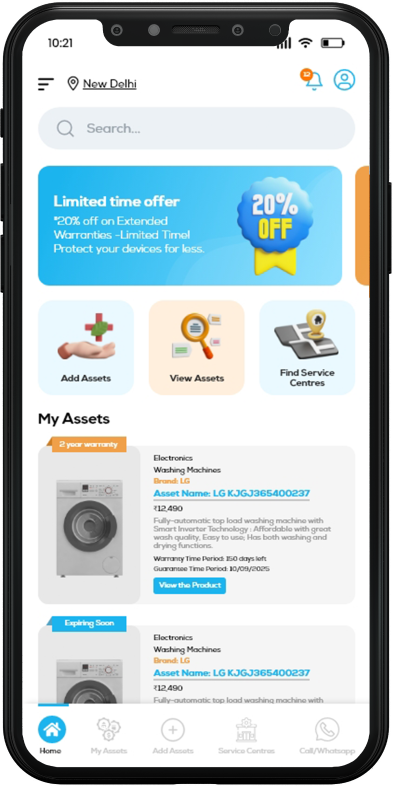 10:21
New Delhi
12
Search...
Limited time offer
*20% off on Extended
Warranties -Limited Time!
Protect your devices for less.
20%
OFF
Add Assets
View Assets
Find Service
Centres
My Assets
2 year warranty
Electronics
Washing Machines
Brand: LG
Asset Name: LG KJGJ365400237
₹12,490
Fully-automatic top load washing machine with
Smart Inverter Technology : Affordable with great
wash quality, Easy to use; Has both washing and
drying functions.
Warranty Time Period: 150 days left
Guarantee Time Period: 10/09/2025
View the Product
Expiring Soon
Electronics
Washing Machines
Brand: LG
Asset Name: LG KJGJ365400237
₹12,490
Fully-automatic top load washing machine with
Home
My Assets
Add Assets
Service Centres
Call/Whatsapp